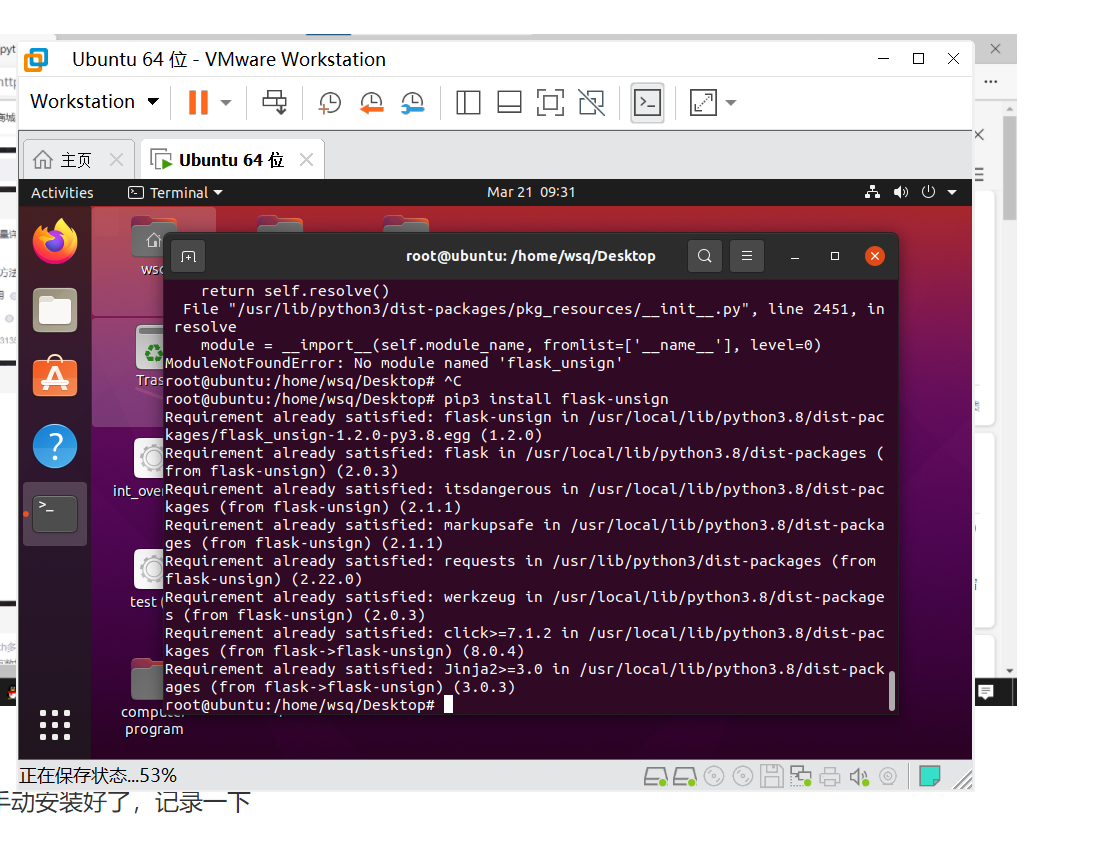 Ubuntu 64 位 - VMware Workstation
Workstation
主页
Ubuntu 64 位
Activities
Terminal
Mar 21 09:31
root@ubuntu: /home/wsq/Desktop
return self.resolve()
File "/usr/lib/python3/dist-packages/pkg_resources/__init__.py", line 2451, in
resolve
module = __import__(self.module_name, fromlist=['__name__'], level=0)
ModuleNotFoundError: No module named 'flask_unsign'
root@ubuntu:/home/wsq/Desktop# ^C
root@ubuntu:/home/wsq/Desktop# pip3 install flask-unsign
Requirement already satisfied: flask-unsign in /usr/local/lib/python3.8/dist-pac
kages/flask_unsign-1.2.0-py3.8.egg (1.2.0)
Requirement already satisfied: flask in /usr/local/lib/python3.8/dist-packages (
from flask-unsign) (2.0.3)
Requirement already satisfied: itsdangerous in /usr/local/lib/python3.8/dist-pac
kages (from flask-unsign) (2.1.1)
Requirement already satisfied: markupsafe in /usr/local/lib/python3.8/dist-packa
ges (from flask-unsign) (2.1.1)
Requirement already satisfied: requests in /usr/lib/python3/dist-packages (from
flask-unsign) (2.22.0)
Requirement already satisfied: werkzeug in /usr/local/lib/python3.8/dist-package
s (from flask-unsign) (2.0.3)
Requirement already satisfied: click>=7.1.2 in /usr/local/lib/python3.8/dist-pac
kages (from flask->flask-unsign) (8.0.4)
Requirement already satisfied: Jinja2>=3.0 in /usr/local/lib/python3.8/dist-pack
ages (from flask->flask-unsign) (3.0.3)
root@ubuntu:/home/wsq/Desktop#
wsq
Tras
int_over
test (
computer
program
正在保存状态...53%
手动安装好了，记录一下